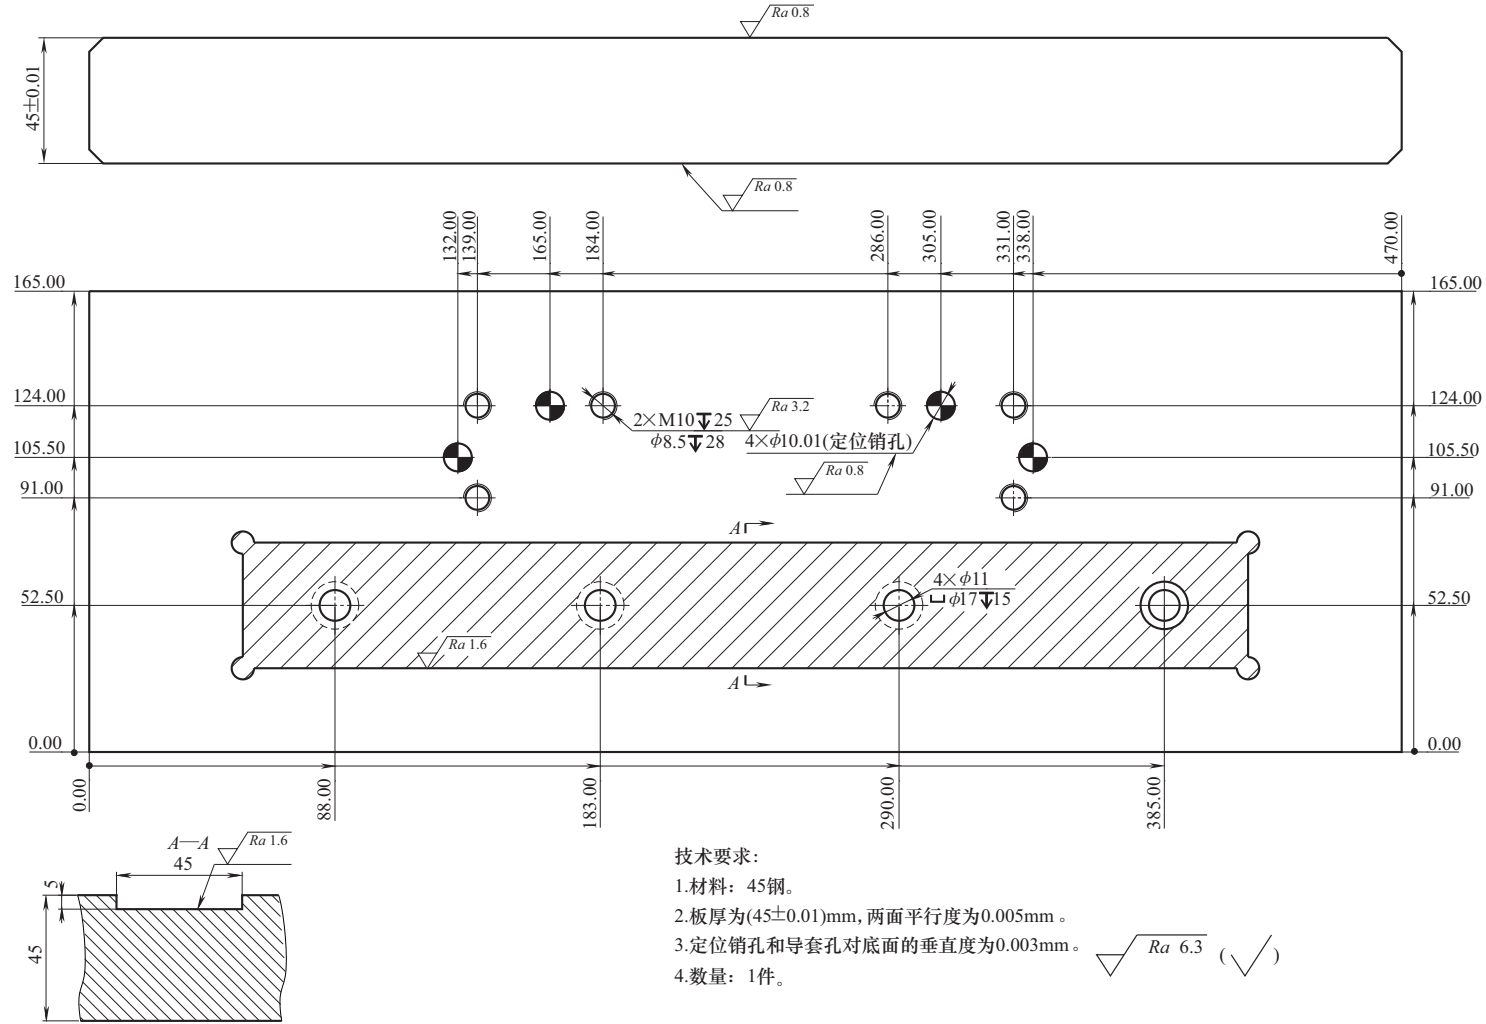 Ra 0.8
45±0.01
Ra 0.8
132.00
139.00
165.00
184.00
286.00
305.00
331.00
338.00
470.00
165.00
165.00
124.00
124.00
2×M10↧25
Ra 3.2
φ8.5↧28
4×φ10.01(定位销孔)
105.50
105.50
Ra 0.8
91.00
91.00
A
4×φ11
⌴φ17↧15
52.50
52.50
Ra 1.6
A
0.00
0.00
0.00
88.00
183.00
290.00
385.00
A—A
Ra 1.6
45
5
45
技术要求：
1.材料：45钢。
2.板厚为(45±0.01)mm,两面平行度为0.005mm。
3.定位销孔和导套孔对底面的垂直度为0.003mm。
4.数量：1件。
Ra 6.3 (√)